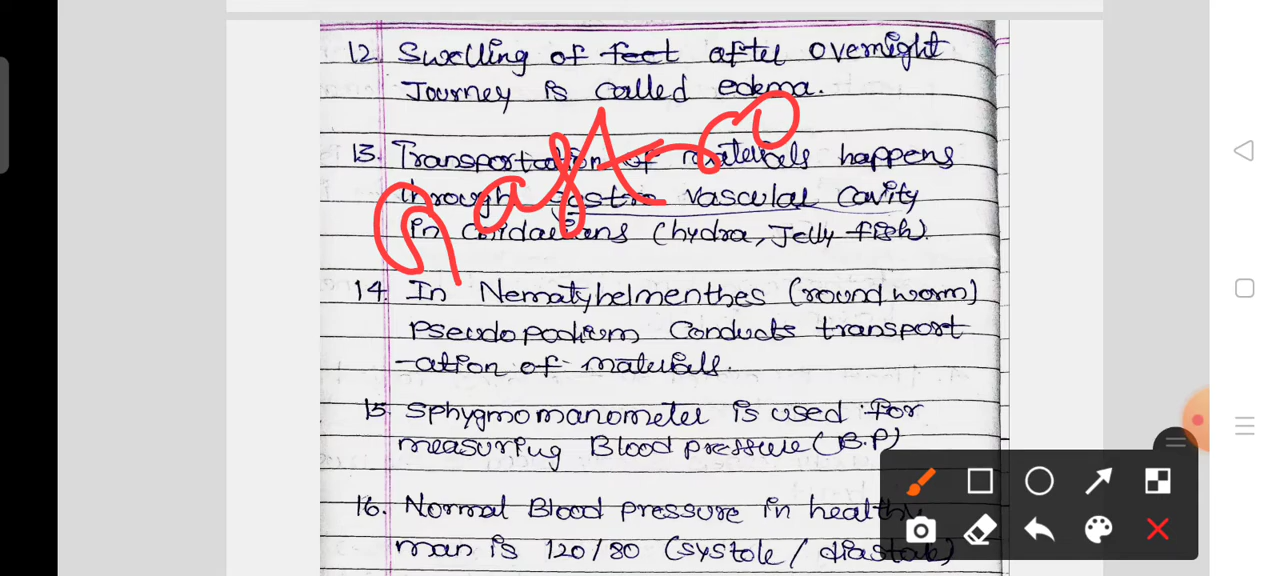 12. Swelling of feet after overnight
Journey is called edema.
13. Transportation of materials happens
through gastro vascular cavity
in cnidarians (hydra, Jelly fish).
gastro
14. In Nematyhelmenthes (round worm)
Pseudopodium Conducts transport
-ation of materials.
15. Sphygmomanometer is used for
measuring Blood pressure (B.P)
16. Normal Blood pressure in healthy
man is 120/80 (systole / diastole)